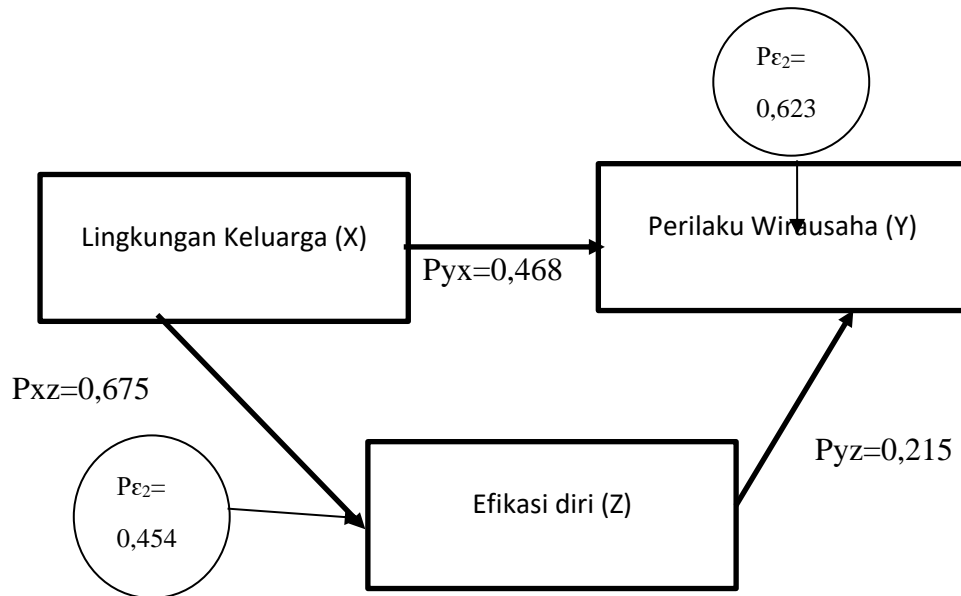 Pε₂=
0,623
Lingkungan Keluarga (X)
Perilaku Wirausaha (Y)
Pyx=0,468
Pxz=0,675
Pyz=0,215
Pε₂=
0,454
Efikasi diri (Z)